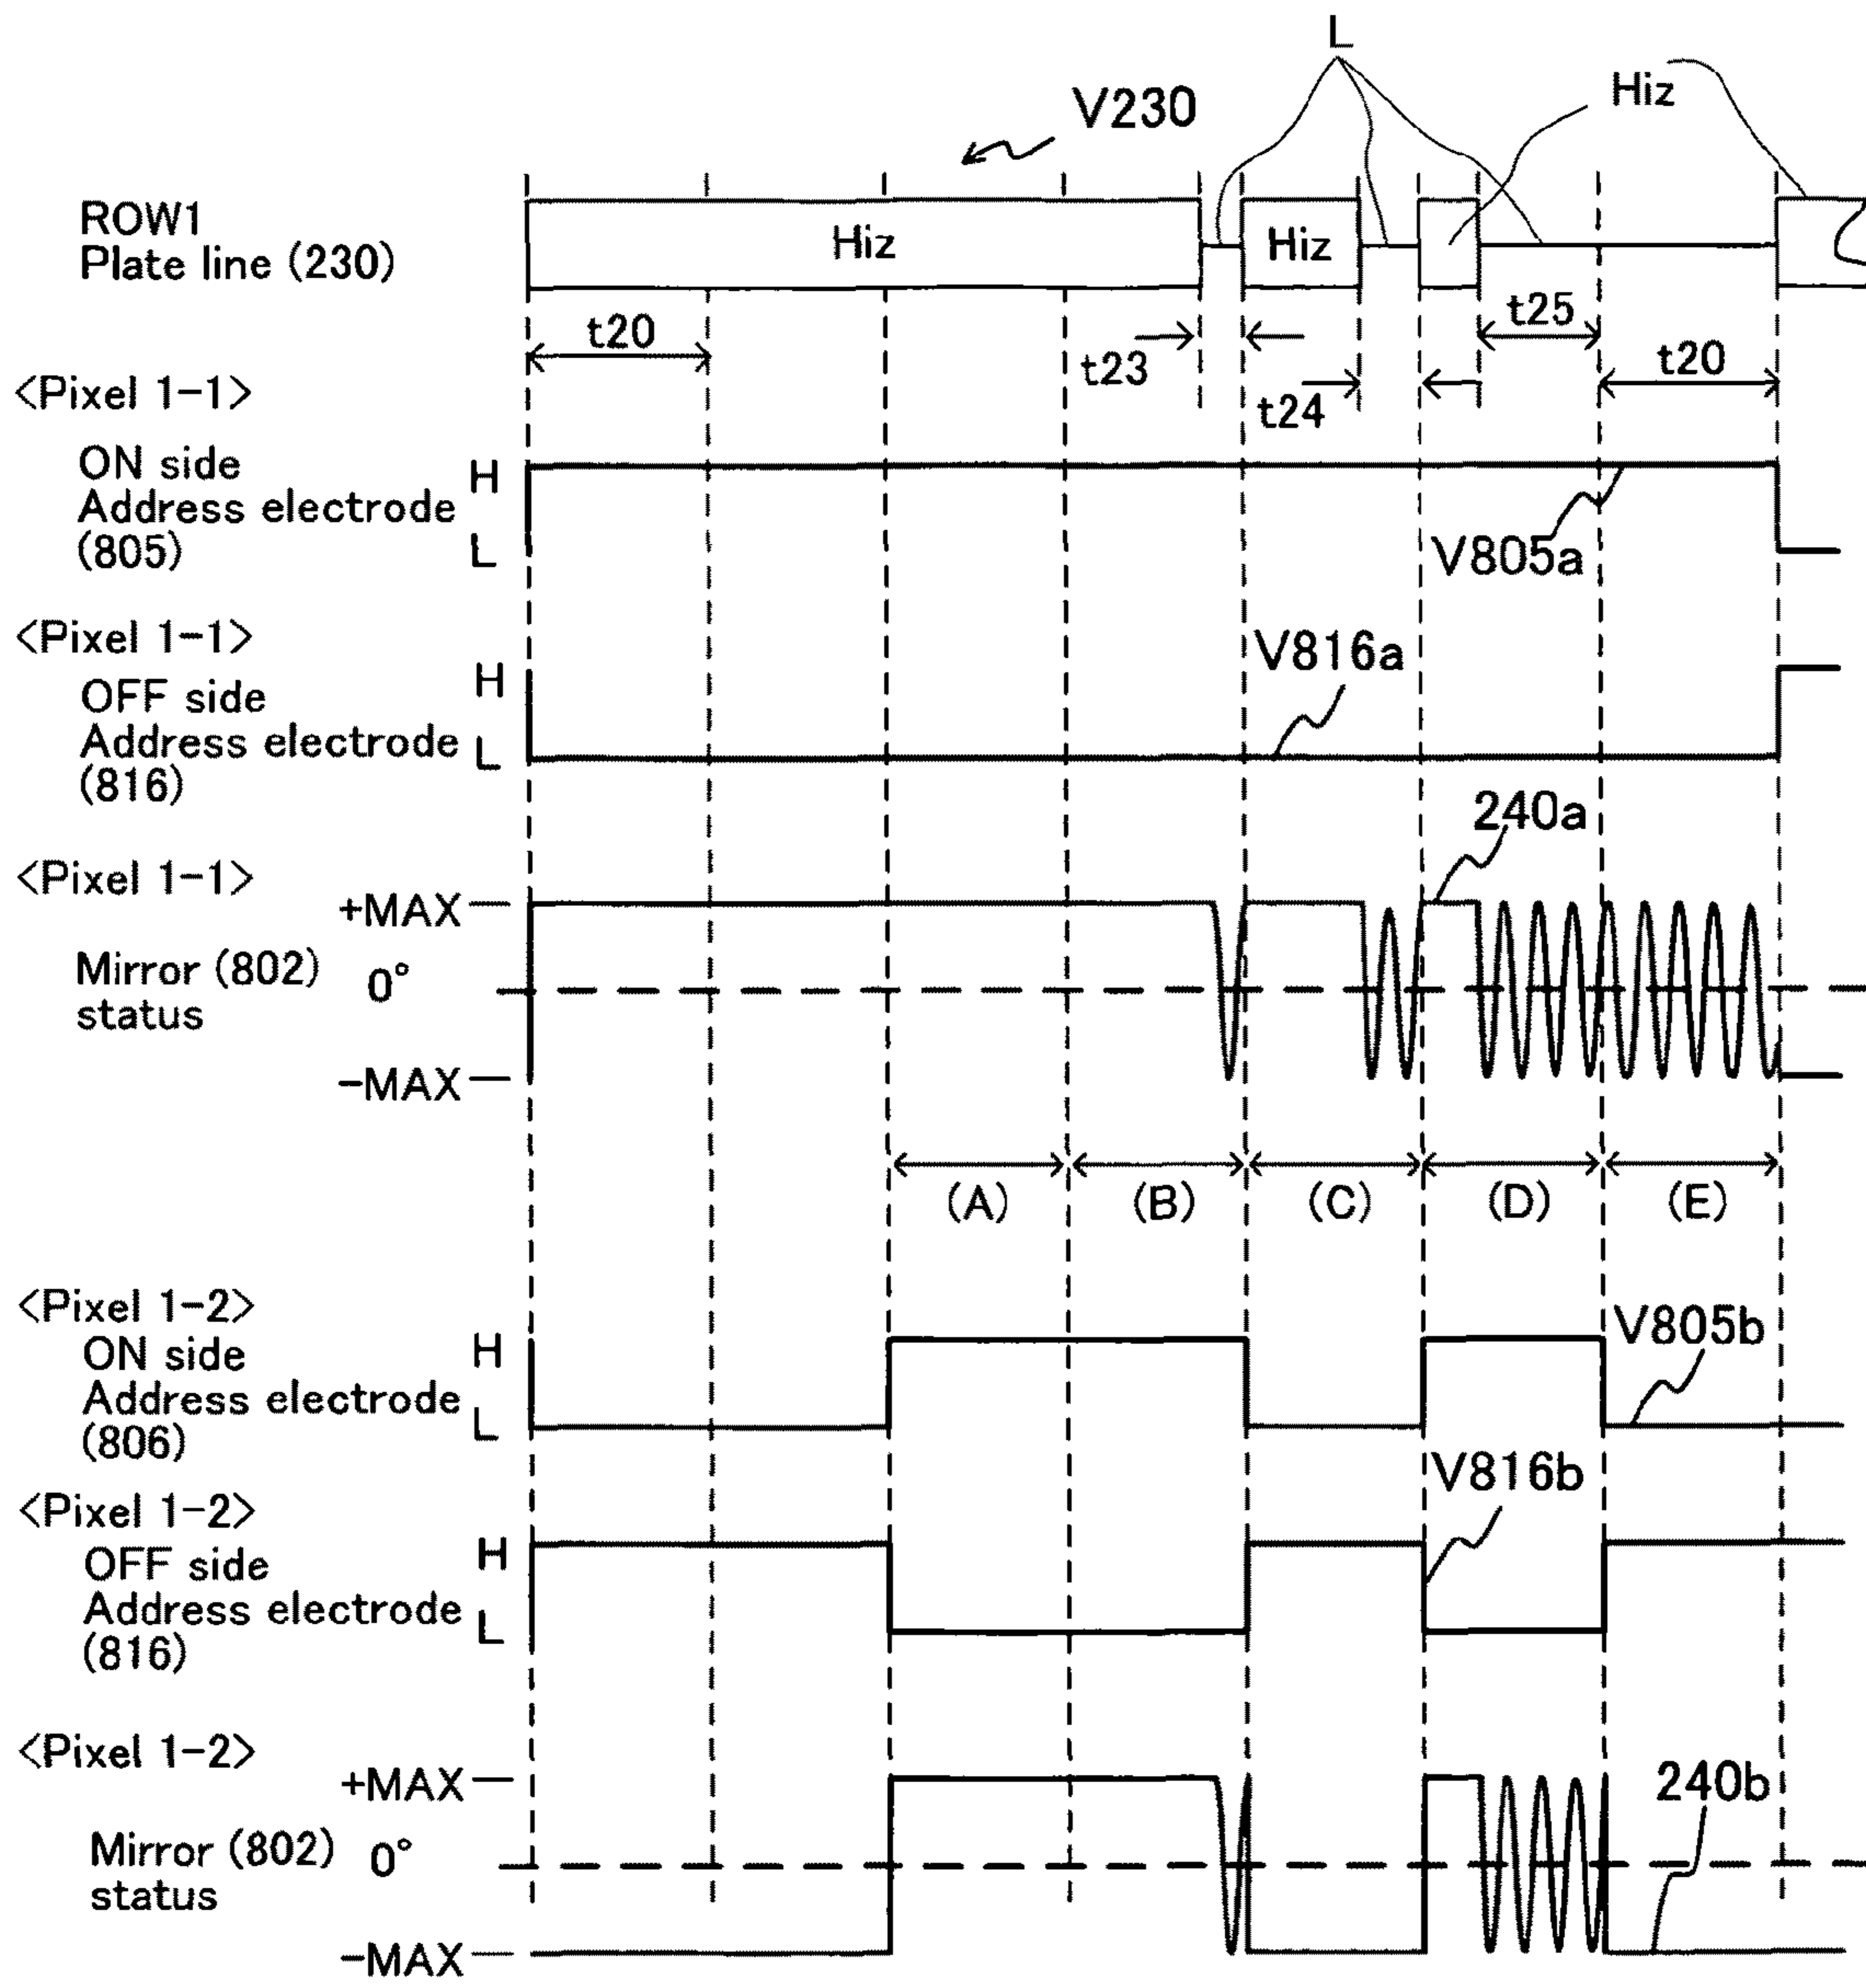 L
Hiz
V230
ROW1
Plate line (230)
Hiz
Hiz
t20
t23
t24
t25
t20
<Pixel 1-1>
ON side
Address electrode
(805)
H
L
V805a
<Pixel 1-1>
OFF side
Address electrode
(816)
H
L
V816a
240a
<Pixel 1-1>
+MAX
Mirror (802)
status
0°
-MAX
(A)
(B)
(C)
(D)
(E)
<Pixel 1-2>
ON side
Address electrode
(806)
H
L
V805b
V816b
<Pixel 1-2>
OFF side
Address electrode
(816)
H
L
<Pixel 1-2>
+MAX
240b
Mirror (802)
status
0°
-MAX